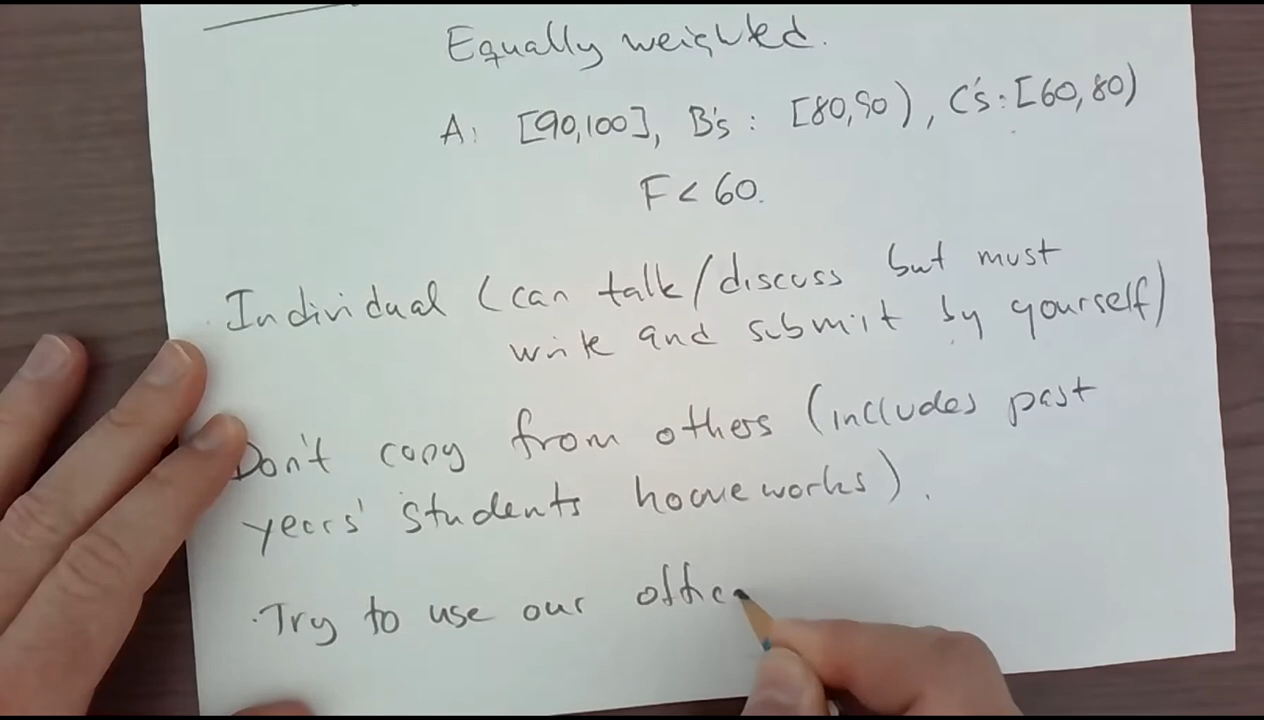 Equally weighted.
A: [90,100], B's: [80,90), C's: [60,80)
F < 60.
Individual (can talk/discuss but must
write and submit by yourself)
Don't copy from others (includes past
years' students homeworks).
Try to use our office